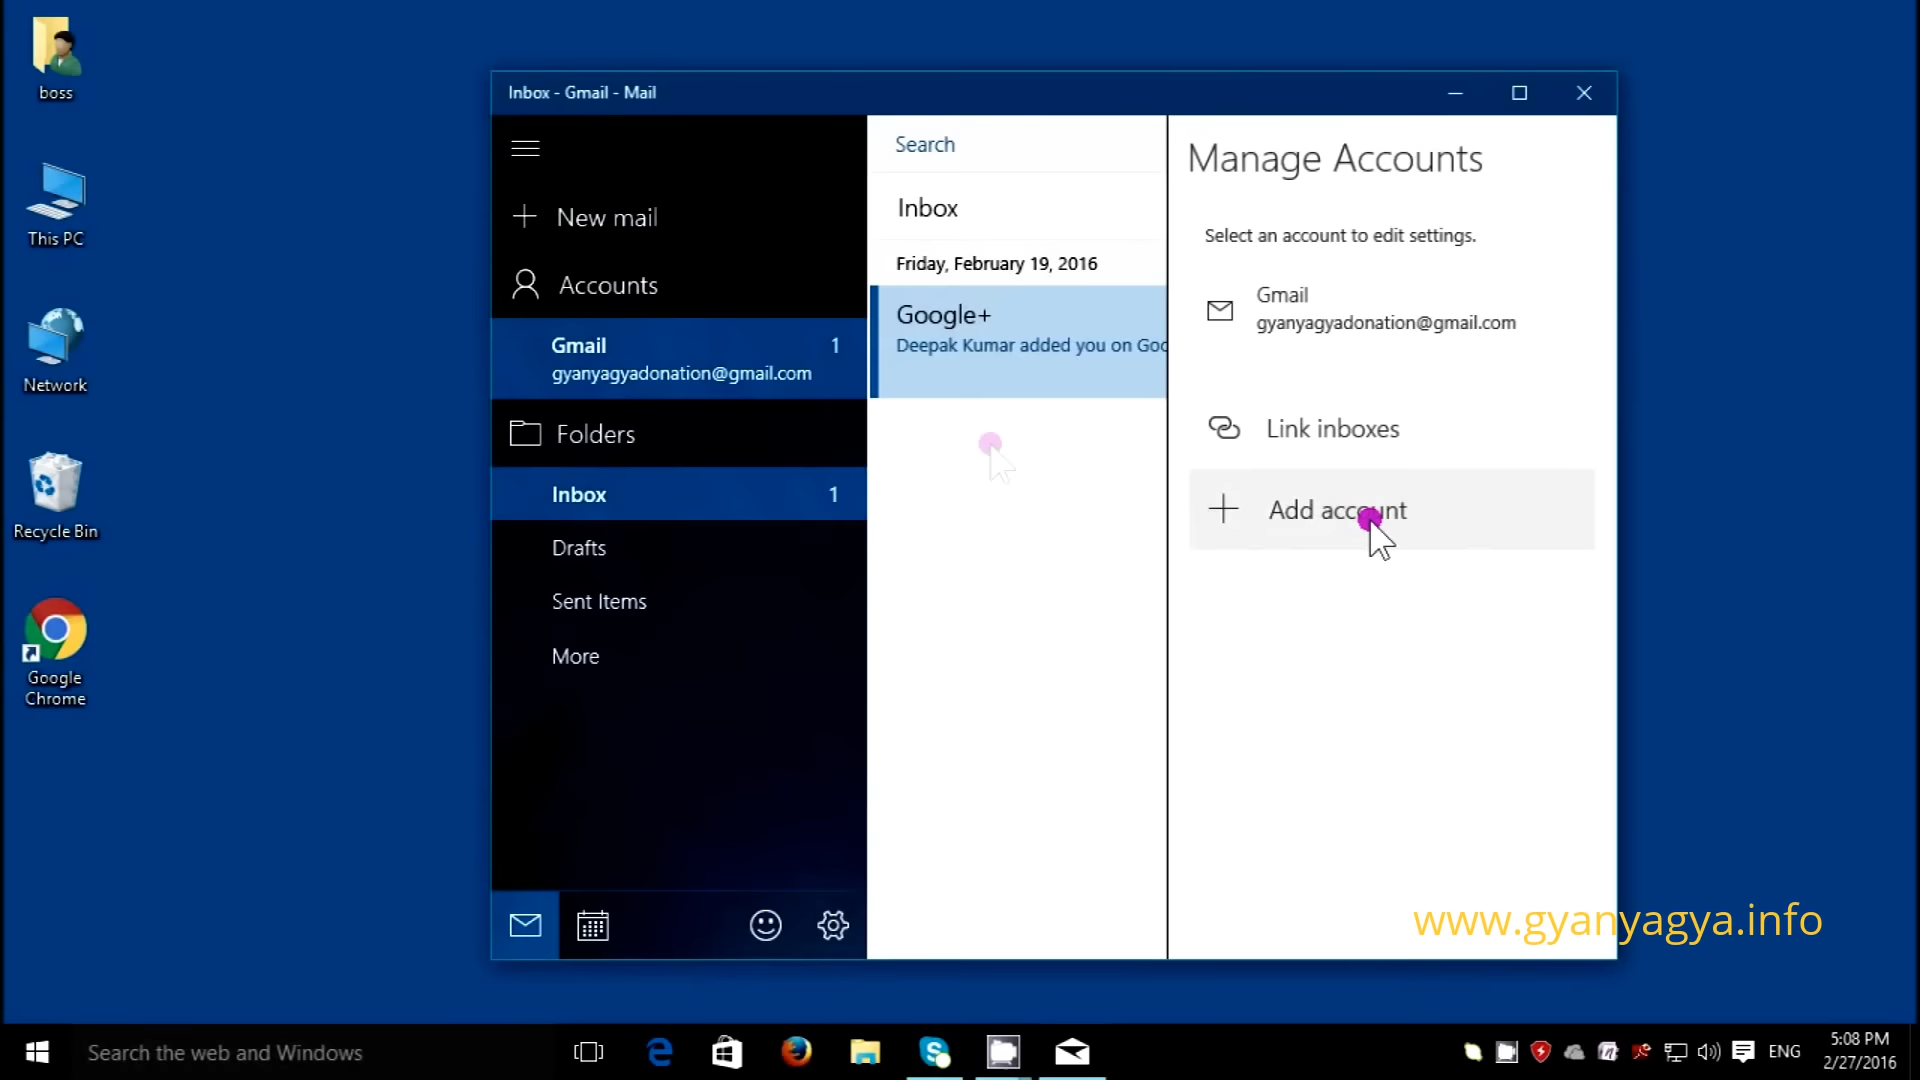 boss
This PC
Network
Recycle Bin
Google
Chrome
Inbox - Gmail - Mail
New mail
Accounts
Gmail 1
gyanyagyadonation@gmail.com
Folders
Inbox 1
Drafts
Sent Items
More
Search
Inbox
Friday, February 19, 2016
Google+
Deepak Kumar added you on Goo
Manage Accounts
Select an account to edit settings.
Gmail
gyanyagyadonation@gmail.com
Link inboxes
Add account
www.gyanyagya.info
Search the web and Windows
ENG
5:08 PM
2/27/2016